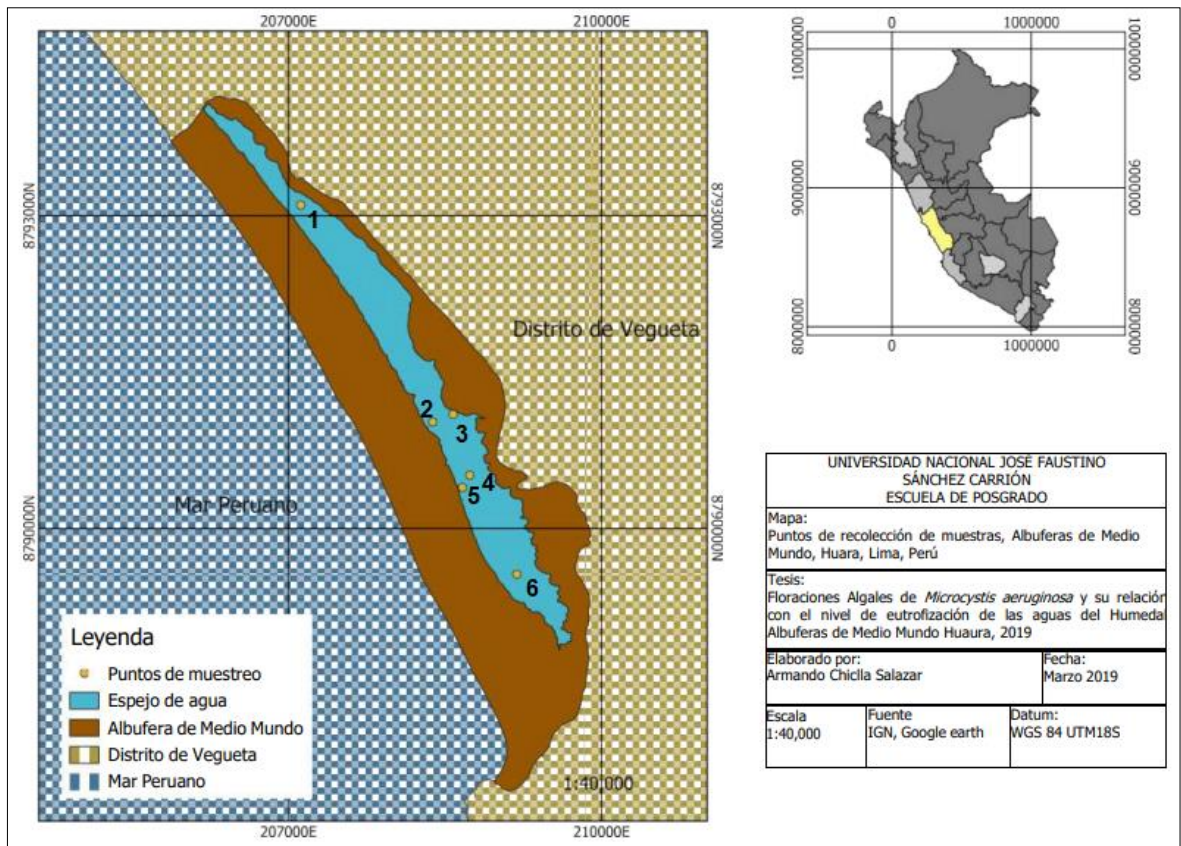 207000E
210000E
8793000N
8793000N
8790000N
8790000N
207000E
210000E
1
2
3
4
5
6
Distrito de Vegueta
Mar Peruano
1:40,000
Leyenda
Puntos de muestreo
Espejo de agua
Albufera de Medio Mundo
Distrito de Vegueta
Mar Peruano
0
1000000
10000000
10000000
9000000
9000000
8000000
8000000
0
1000000
UNIVERSIDAD NACIONAL JOSÉ FAUSTINO
SÁNCHEZ CARRIÓN
ESCUELA DE POSGRADO
Mapa:
Puntos de recolección de muestras, Albuferas de Medio
Mundo, Huara, Lima, Perú
Tesis:
Floraciones Algales de Microcystis aeruginosa y su relación
con el nivel de eutrofización de las aguas del Humedal
Albuferas de Medio Mundo Huaura, 2019
Elaborado por:
Armando Chiclla Salazar
Fecha:
Marzo 2019
Escala
1:40,000
Fuente
IGN, Google earth
Datum:
WGS 84 UTM18S